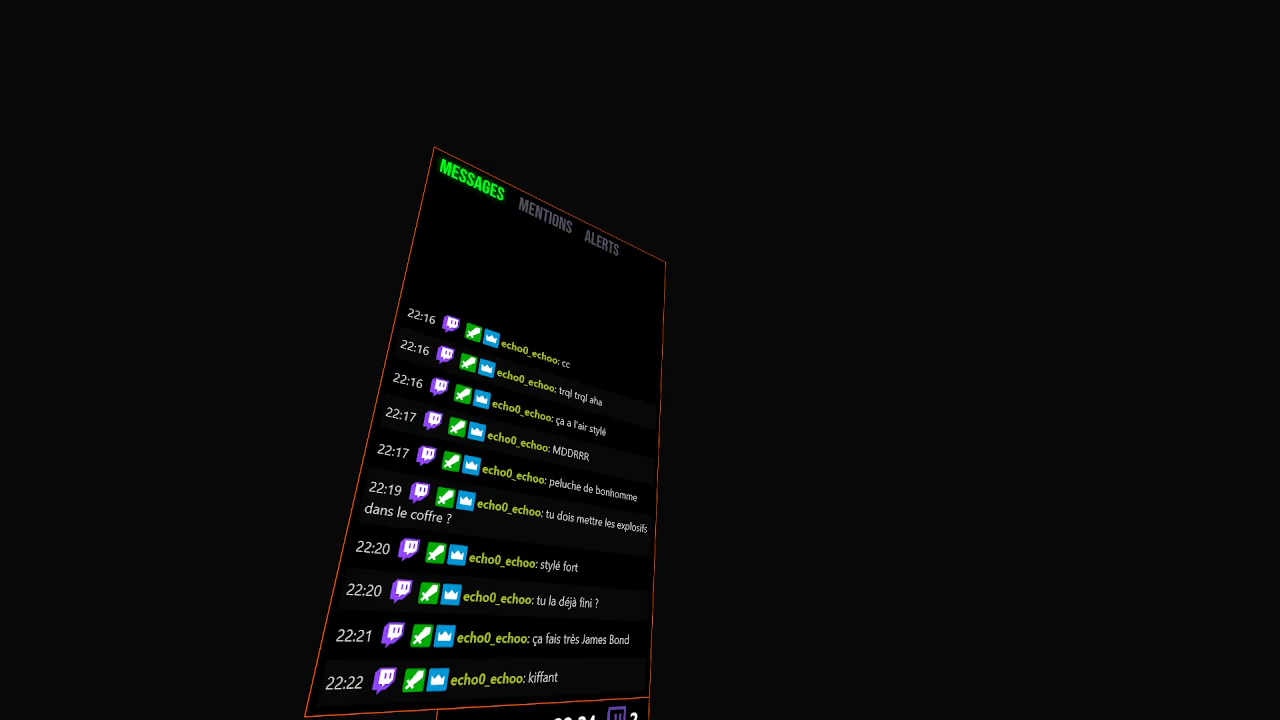 MESSAGES MENTIONS ALERTS
22:16 echo0_echoo: cc
22:16 echo0_echoo: trql trql aha
22:16 echo0_echoo: ça a l'air stylé
22:17 echo0_echoo: MDDRRR
22:17 echo0_echoo: peluche de bonhomme
22:19 echo0_echoo: tu dois mettre les explosifs
dans le coffre ?
22:20 echo0_echoo: stylé fort
22:20 echo0_echoo: tu la déjà fini ?
22:21 echo0_echoo: ça fais très James Bond
22:22 echo0_echoo: kiffant